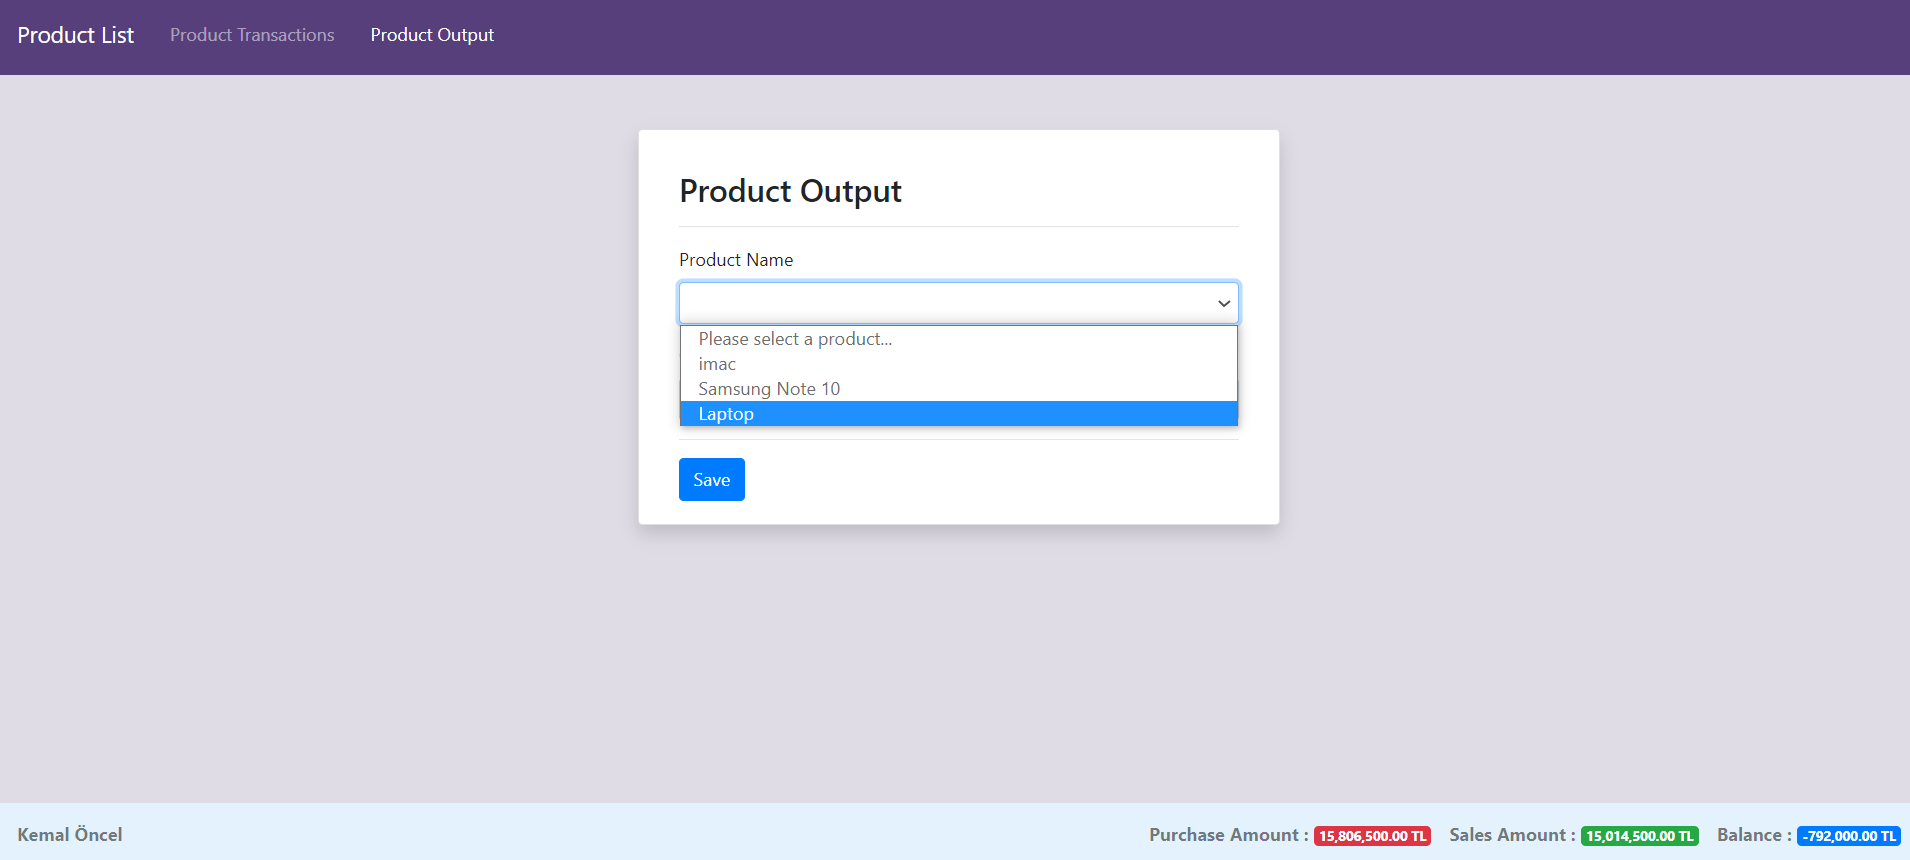 Product List Product Transactions Product Output
Product Output
Product Name
Please select a product...
imac
Samsung Note 10
Laptop
Save
Kemal Öncel Purchase Amount : 15,806,500.00 TL Sales Amount : 15,014,500.00 TL Balance : -792,000.00 TL